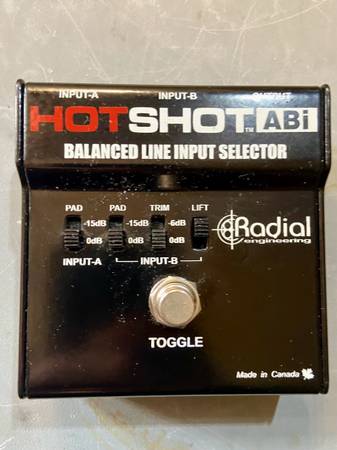 INPUT-A INPUT-B OUTPUT
HOTSHOT™ ABi
BALANCED LINE INPUT SELECTOR
PAD PAD TRIM LIFT
-15dB -15dB -6dB
0dB 0dB 0dB
INPUT-A INPUT-B
Radial
engineering
TOGGLE
Made in Canada